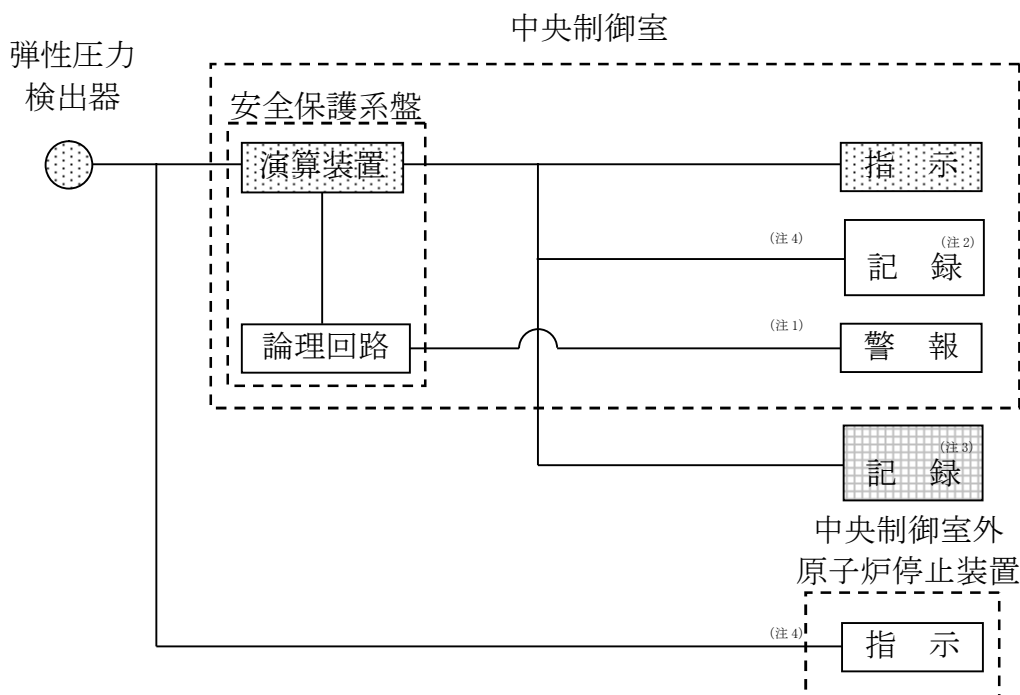 中央制御室
弾性圧力
検出器
安全保護系盤
演算装置
指 示
(注4)
(注2)
記 録
論理回路
(注1)
警 報
(注3)
記 録
中央制御室外
原子炉停止装置
(注4)
指 示